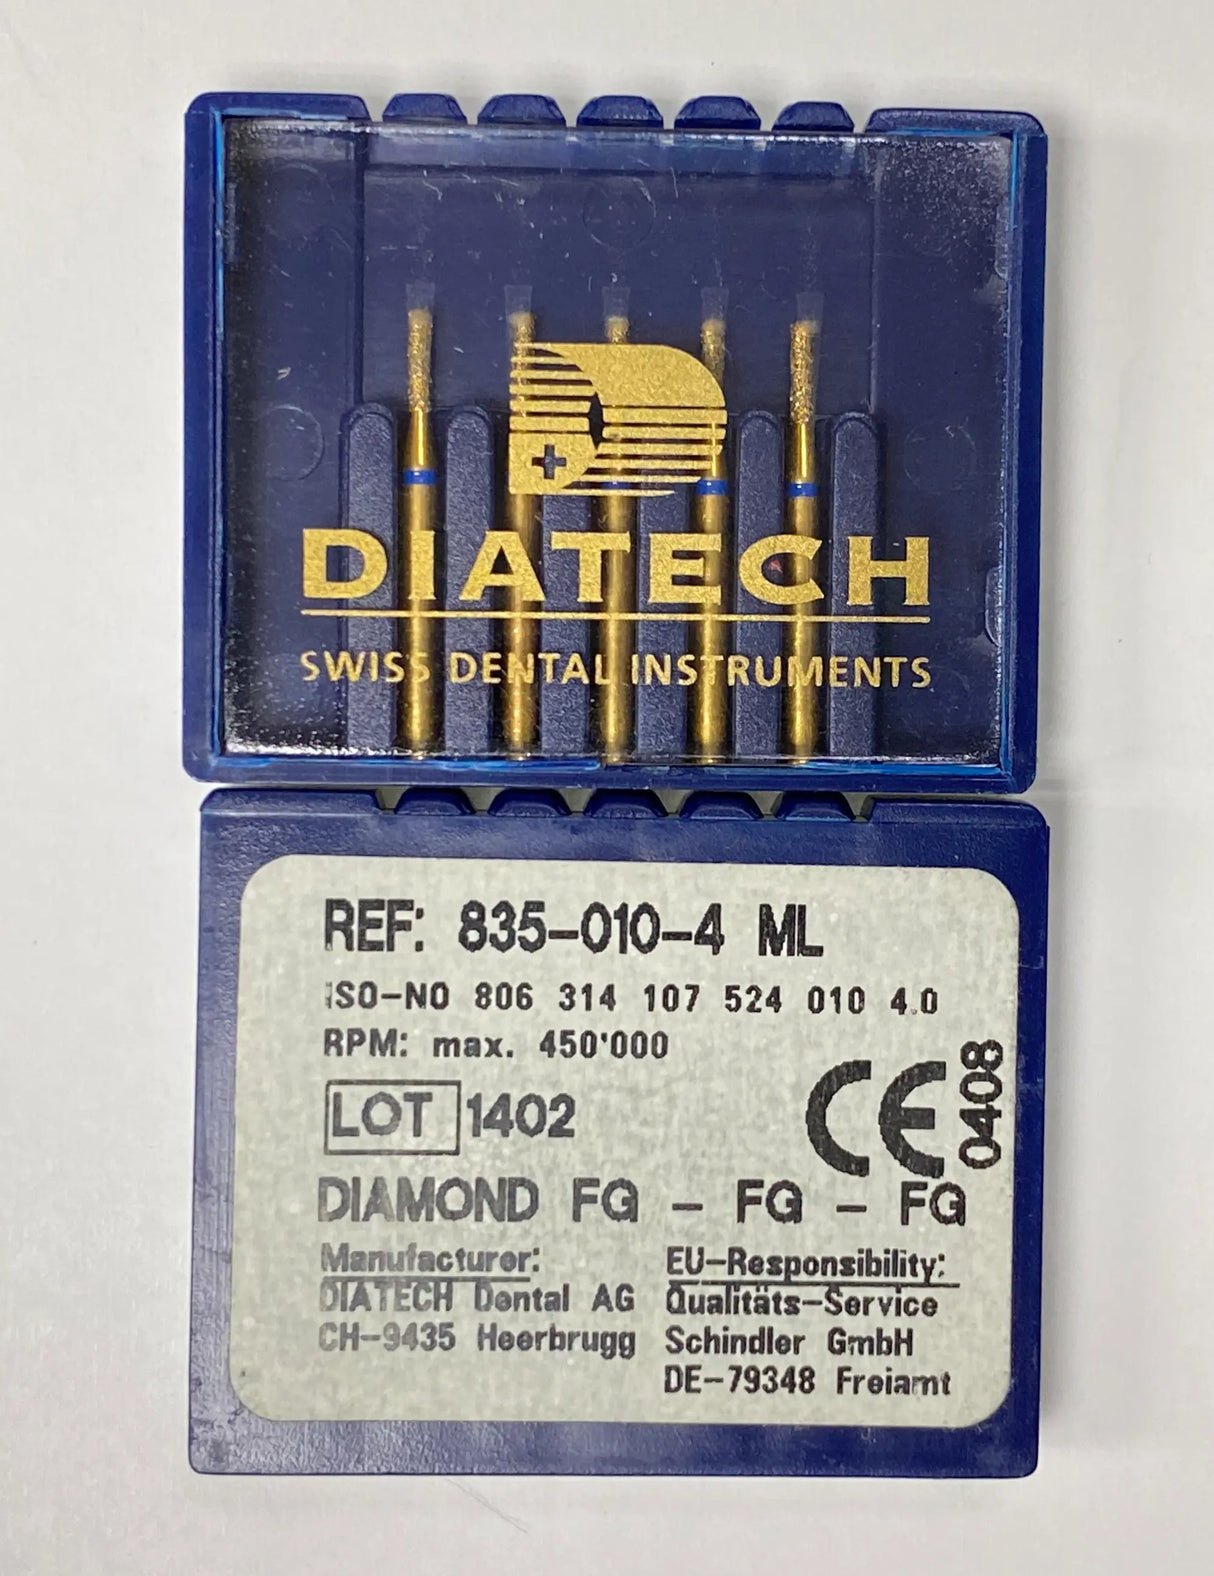 DIATECH
SWISS DENTAL INSTRUMENTS
REF: 835-010-4 ML
ISO-NO 806 314 107 524 010 4.0
RPM: max. 450'000
LOT 1402
CE 0408
DIAMOND FG - FG - FG
Manufacturer:
DIATECH Dental AG
CH-9435 Heerbrugg
EU-Responsibility:
Qualitäts-Service
Schindler GmbH
DE-79348 Freiamt